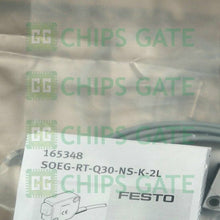 CHIPS GATE
CHIPS GATE
165348
SOEG-RT-Q30-NS-K-2L
FESTO
CHIPS GATE